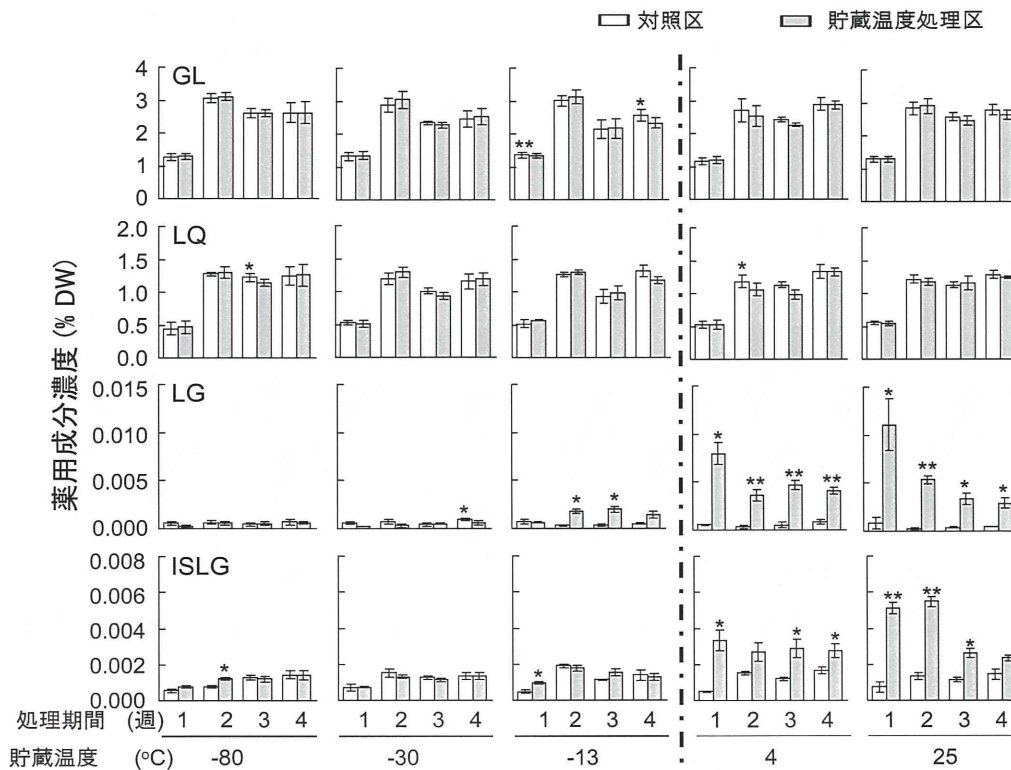 対照区 貯蔵温度処理区
薬用成分濃度 (% DW)
GL
4
3
2
1
0
** *
LQ
2.0
1.5
1.0
0.5
0.0
* *
LG
0.015
0.010
0.005
0.000
* * * * ** ** ** * ** * *
ISLG
0.008
0.006
0.004
0.002
0.000
* * * * * ** ** *
処理期間 (週) 1 2 3 4 1 2 3 4 1 2 3 4 1 2 3 4 1 2 3 4
貯蔵温度 (°C) -80 -30 -13 4 25